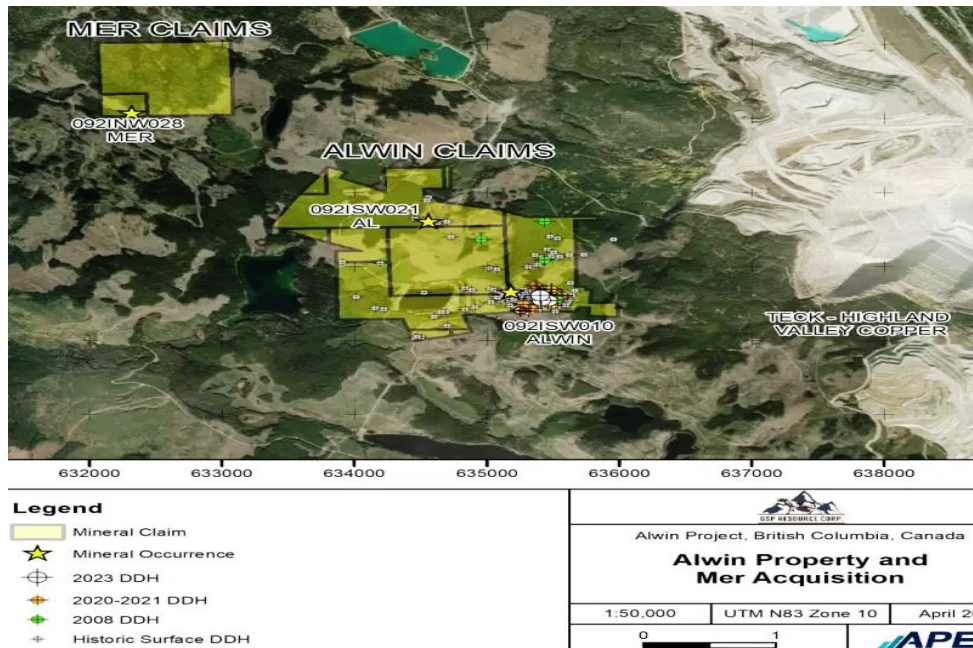 MER CLAIMS
092INW028
MER
ALWIN CLAIMS
092ISW021
AL
092ISW010
ALWIN
TECK - HIGHLAND
VALLEY COPPER
632000 633000 634000 635000 636000 637000 638000
Legend
Mineral Claim
Mineral Occurrence
2023 DDH
2020-2021 DDH
2008 DDH
Historic Surface DDH
GSP RESOURCE CORP.
Alwin Project, British Columbia, Canada
Alwin Property and
Mer Acquisition
1:50,000 UTM N83 Zone 10 April 20
0 1
APE